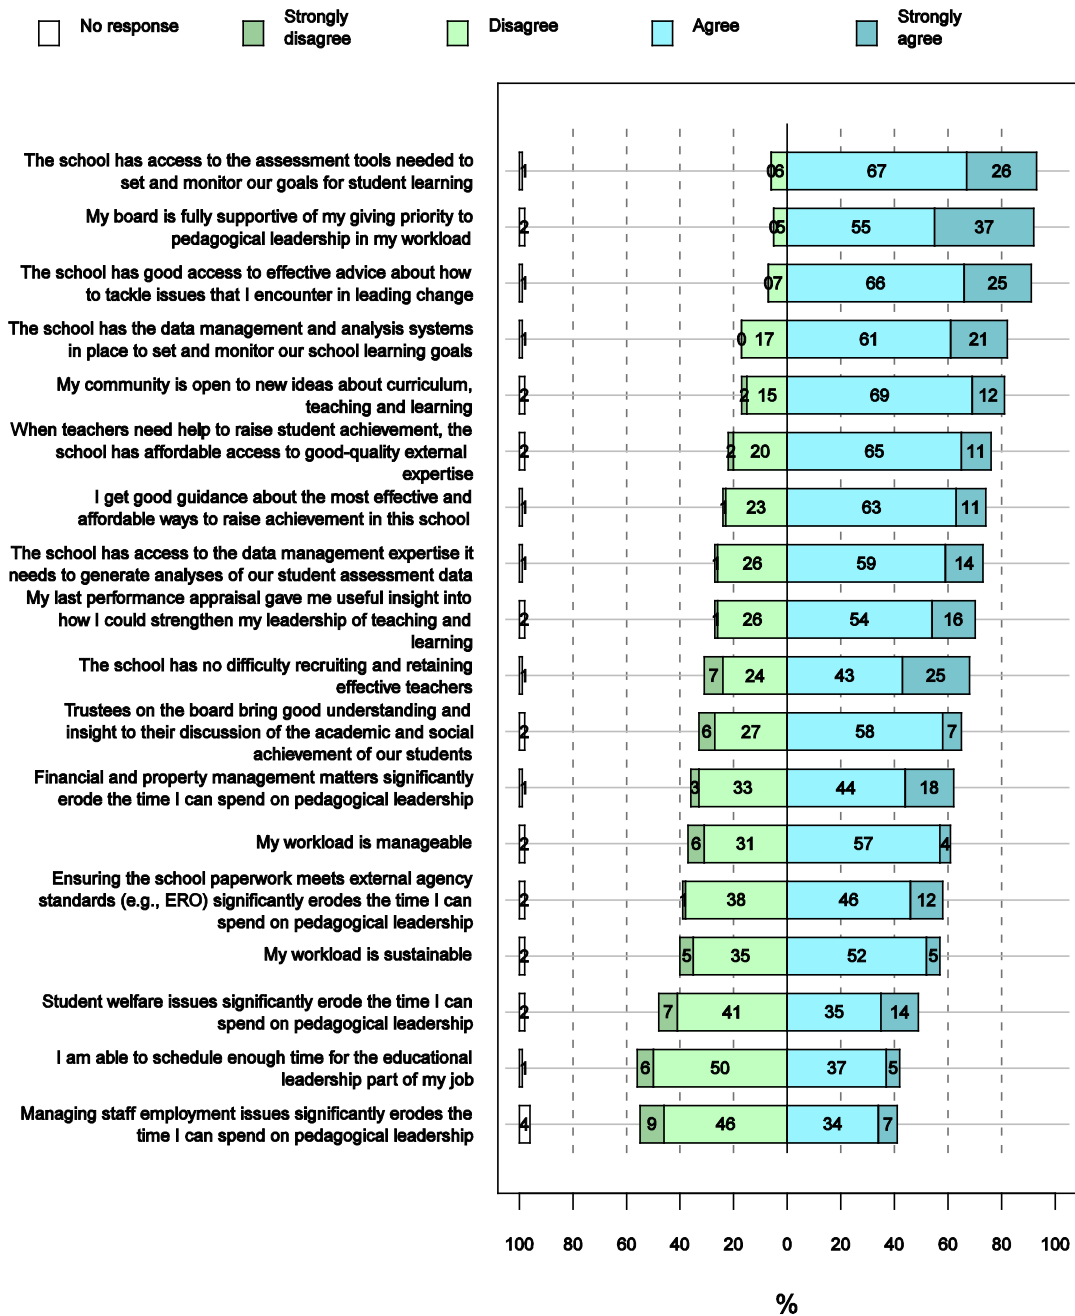 No response
Strongly
disagree
Disagree
Agree
Strongly
agree
The school has access to the assessment tools needed to
set and monitor our goals for student learning
1 0 6 67 26
My board is fully supportive of my giving priority to
pedagogical leadership in my workload
2 0 5 55 37
The school has good access to effective advice about how
to tackle issues that I encounter in leading change
1 0 7 66 25
The school has the data management and analysis systems
in place to set and monitor our school learning goals
1 0 17 61 21
My community is open to new ideas about curriculum,
teaching and learning
2 2 15 69 12
When teachers need help to raise student achievement, the
school has affordable access to good-quality external
expertise
2 2 20 65 11
I get good guidance about the most effective and
affordable ways to raise achievement in this school
1 1 23 63 11
The school has access to the data management expertise it
needs to generate analyses of our student assessment data
1 1 26 59 14
My last performance appraisal gave me useful insight into
how I could strengthen my leadership of teaching and
learning
2 1 26 54 16
The school has no difficulty recruiting and retaining
effective teachers
1 7 24 43 25
Trustees on the board bring good understanding and
insight to their discussion of the academic and social
achievement of our students
2 6 27 58 7
Financial and property management matters significantly
erode the time I can spend on pedagogical leadership
1 3 33 44 18
My workload is manageable
2 6 31 57 4
Ensuring the school paperwork meets external agency
standards (e.g., ERO) significantly erodes the time I can
spend on pedagogical leadership
2 1 38 46 12
My workload is sustainable
2 5 35 52 5
Student welfare issues significantly erode the time I can
spend on pedagogical leadership
2 7 41 35 14
I am able to schedule enough time for the educational
leadership part of my job
1 6 50 37 5
Managing staff employment issues significantly erodes the
time I can spend on pedagogical leadership
4 9 46 34 7
100 80 60 40 20 0 20 40 60 80 100
%